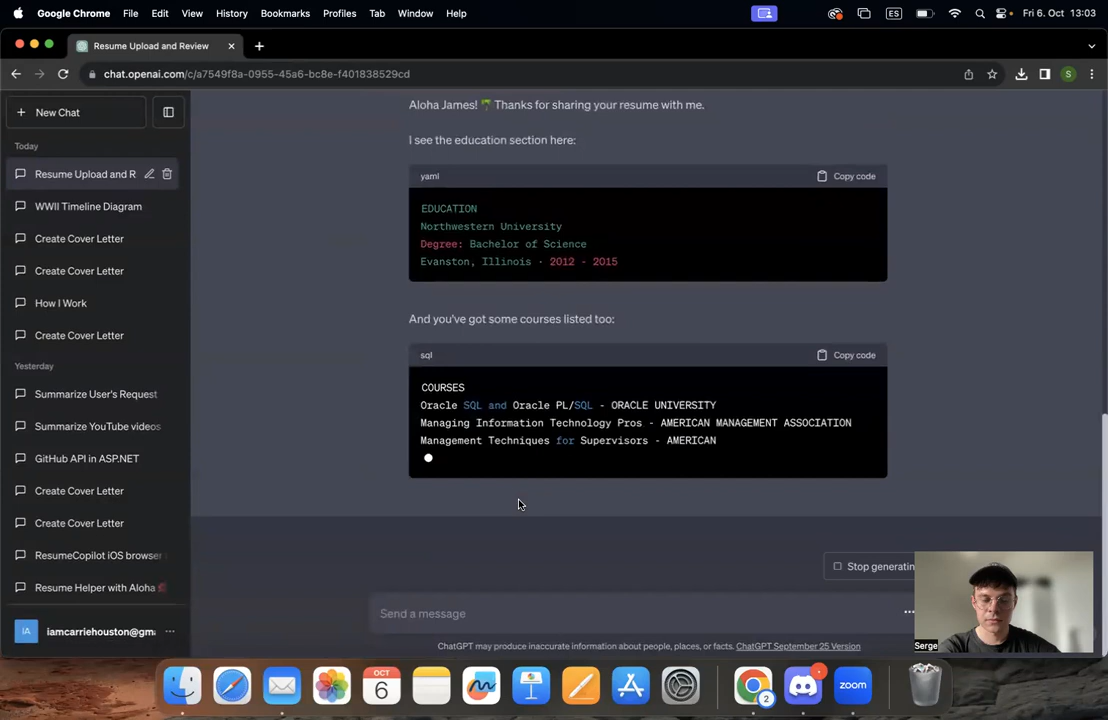 Google Chrome File Edit View History Bookmarks Profiles Tab Window Help ES Fri 6. Oct 13:03
Resume Upload and Review
chat.openai.com/c/a7549f8a-0955-45a6-bc8e-f401838529cd S
New Chat
Today
Resume Upload and R
WWII Timeline Diagram
Create Cover Letter
Create Cover Letter
How I Work
Create Cover Letter
Yesterday
Summarize User's Request
Summarize YouTube videos
GitHub API in ASP.NET
Create Cover Letter
Create Cover Letter
ResumeCopilot iOS browser
Resume Helper with Aloha
IA iamcarriehouston@gm
Aloha James! 🌴 Thanks for sharing your resume with me.
I see the education section here:
yaml Copy code
EDUCATION
Northwestern University
Degree: Bachelor of Science
Evanston, Illinois · 2012 - 2015
And you've got some courses listed too:
sql Copy code
COURSES
Oracle SQL and Oracle PL/SQL - ORACLE UNIVERSITY
Managing Information Technology Pros - AMERICAN MANAGEMENT ASSOCIATION
Management Techniques for Supervisors - AMERICAN
Stop generatin
Send a message
ChatGPT may produce inaccurate information about people, places, or facts. ChatGPT September 25 Version
Serge
OCT
6
2
zoom